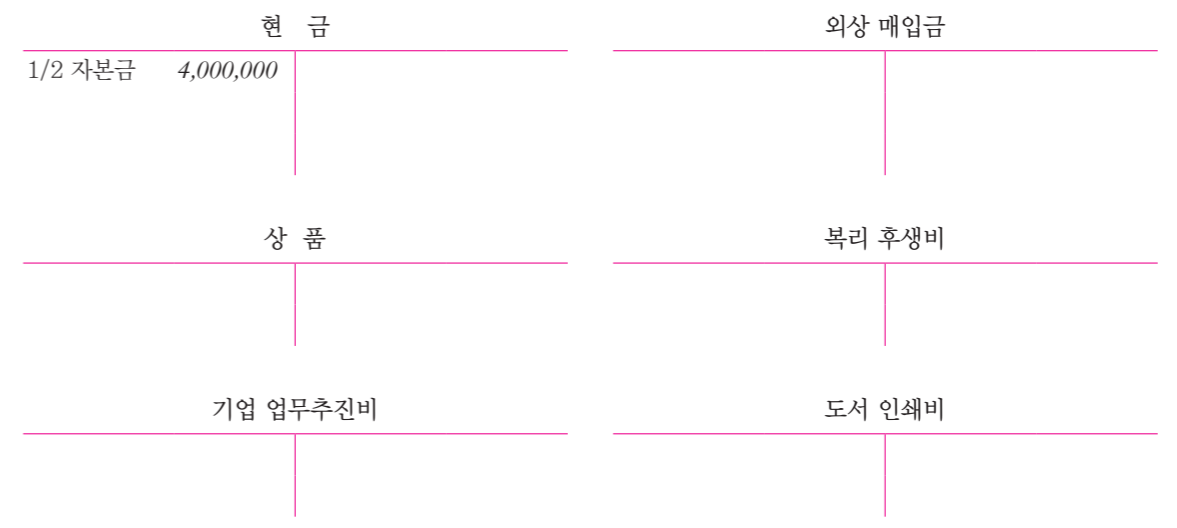 현 금
외상 매입금
1/2 자본금 4,000,000
상 품
복리 후생비
기업 업무추진비
도서 인쇄비